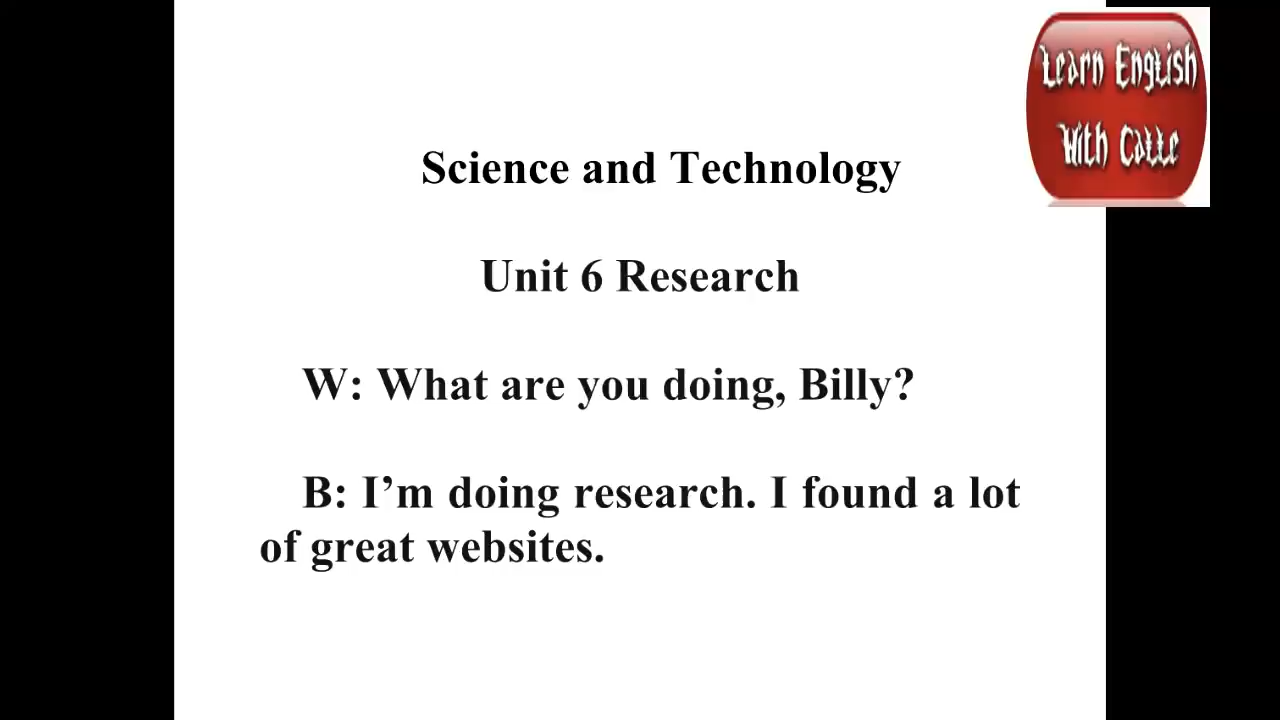 Learn English
With Catte
Science and Technology
Unit 6 Research
W: What are you doing, Billy?
B: I’m doing research. I found a lot
of great websites.